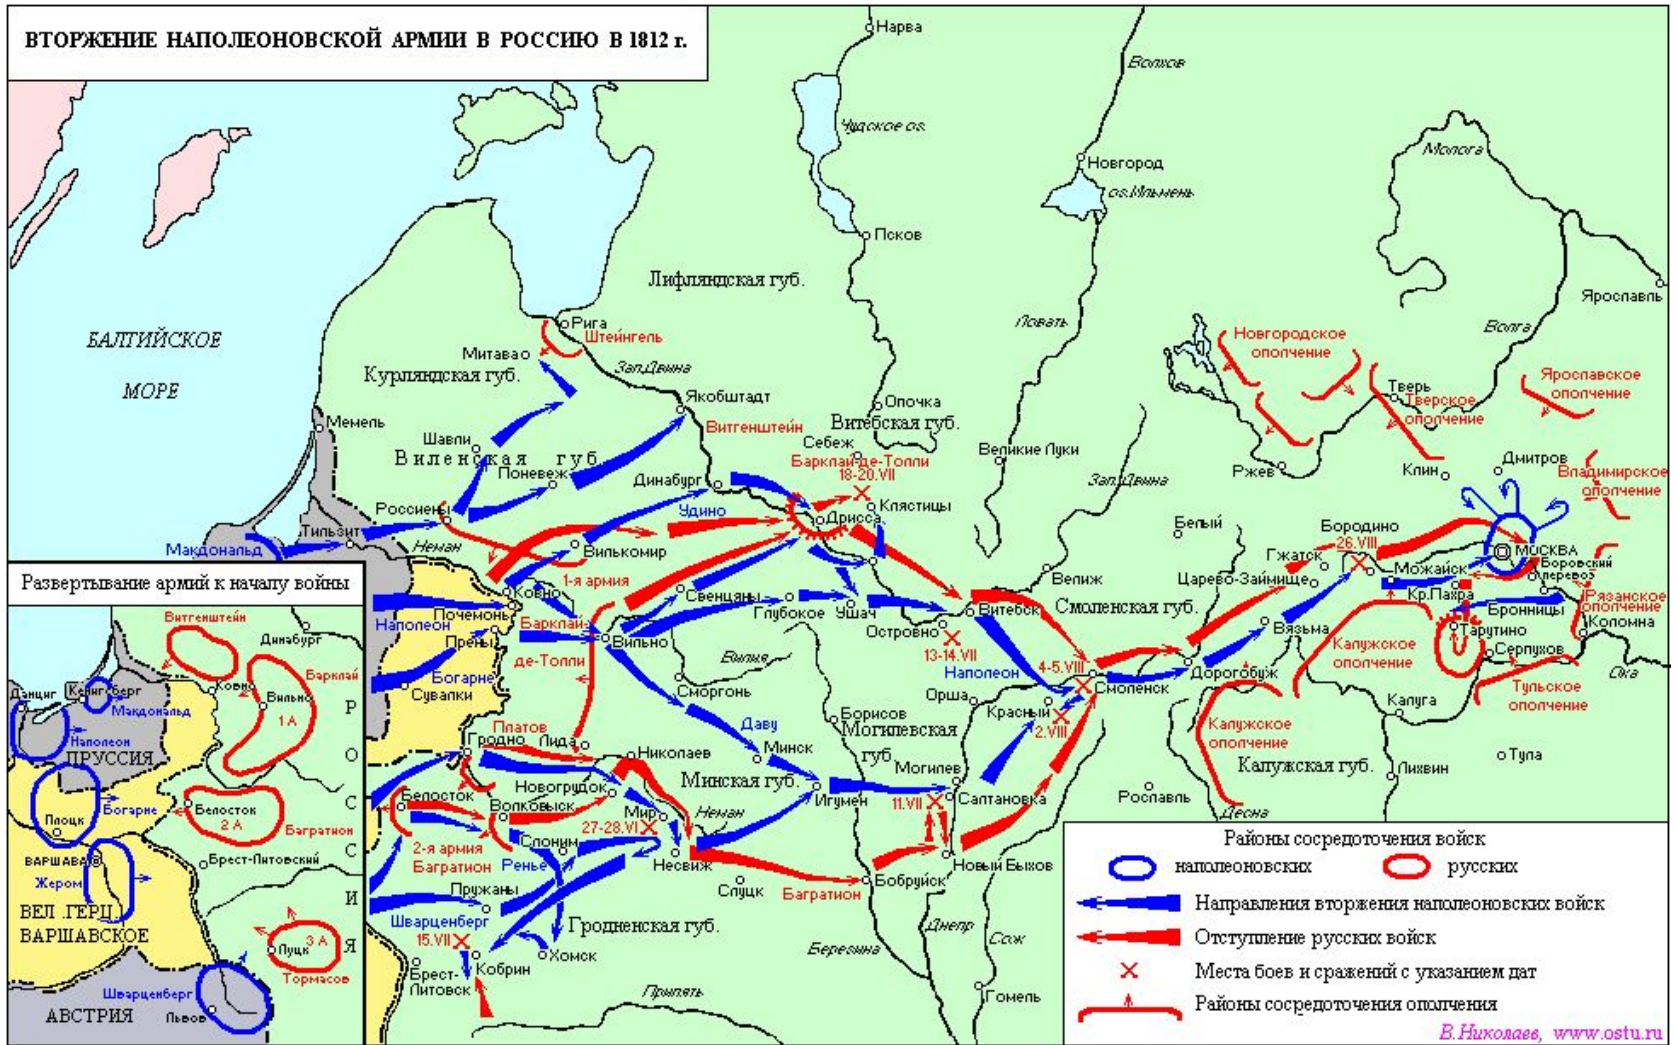 ВТОРЖЕНИЕ НАПОЛЕОНОВСКОЙ АРМИИ В РОССИЮ В 1812 г.
Нарва
Волхов
Чудское оз.
Новгород
оз.Ильмень
Молога
Псков
Лифляндская губ.
Ярославль
БАЛТИЙСКОЕ
МОРЕ
Рига
Штейнгель
Ловать
Волга
Новгородское
ополчение
Митава
Курляндская губ.
Зап.Двина
Ярославское
ополчение
Якобштадт
Опочка
Витебская губ.
Тверь
Тверское
ополчение
Мемель
Витгенштейн
Шавли
Виленская губ.
Себеж
Великие Луки
Барклай-де-Толли
18-20.VII
Поневеж
Динабург
Зап.Двина
Ржев
Клин
Дмитров
Владимирское
ополчение
Россиены
Удино
Дрисса
Клястицы
Белый
Бородино
26.VIII
Тильзит
Макдональд
Неман
Вилькомир
Гжатск
МОСКВА
Можайск
Боровский
перевоз
1-я армия
Велиж
Царево-Займище
Кр.Пахра
Ковно
Свенцяны
Глубокое
Ушач
Витебск
Смоленская губ.
Бронницы
Рязанское
ополчение
Почемонь
Наполеон
Барклай-
де-Толли
Вильно
Островно
13-14.VII
Вязьма
Тарутино
Коломна
Прены
Вилия
Наполеон
4-5.VIII
Калужское
ополчение
Серпухов
Богарне
Сувалки
Сморгонь
Смоленск
Дорогобуж
Тульское
ополчение
Ока
Орша
Красный
2.VIII
Калуга
Платов
Даву
Борисов
Могилевская
губ.
Калужское
ополчение
Гродно
Лида
Николаев
Минск
Калужская губ.
Тула
Минская губ.
Могилев
Лихвин
Новогрудок
Игумен
Рославль
Белосток
Волковыск
Мир
27-28.VI
Неман
11.VII
Салтановка
Десна
2-я армия
Багратион
Слоним
Ренье
Несвиж
Новый Быхов
Слуцк
Багратион
Бобруйск
Пружаны
Шварценберг
15.VII
Гродненская губ.
Березина
Днепр
Сож
Кобрин
Хомск
Брест-
Литовск
Припять
Гомель
Развертывание армий к началу войны
Витгенштейн
Динабург
Данциг
Кенигсберг
Ковно
Вильно
Барклай
1 А
Макдональд
Наполеон
ПРУССИЯ
Белосток
2 А
Богарне
Плоцк
Багратион
ВАРШАВА
Брест-Литовский
Жером
ВЕЛ .ГЕРЦ.
ВАРШАВСКОЕ
Луцк
3 А
Тормасов
Шварценберг
Львов
АВСТРИЯ
РОССИЯ
Районы сосредоточения войск
наполеоновских
русских
Направления вторжения наполеоновских войск
Отступление русских войск
Места боев и сражений с указанием дат
Районы сосредоточения ополчения
В.Николаев, www.ostu.ru